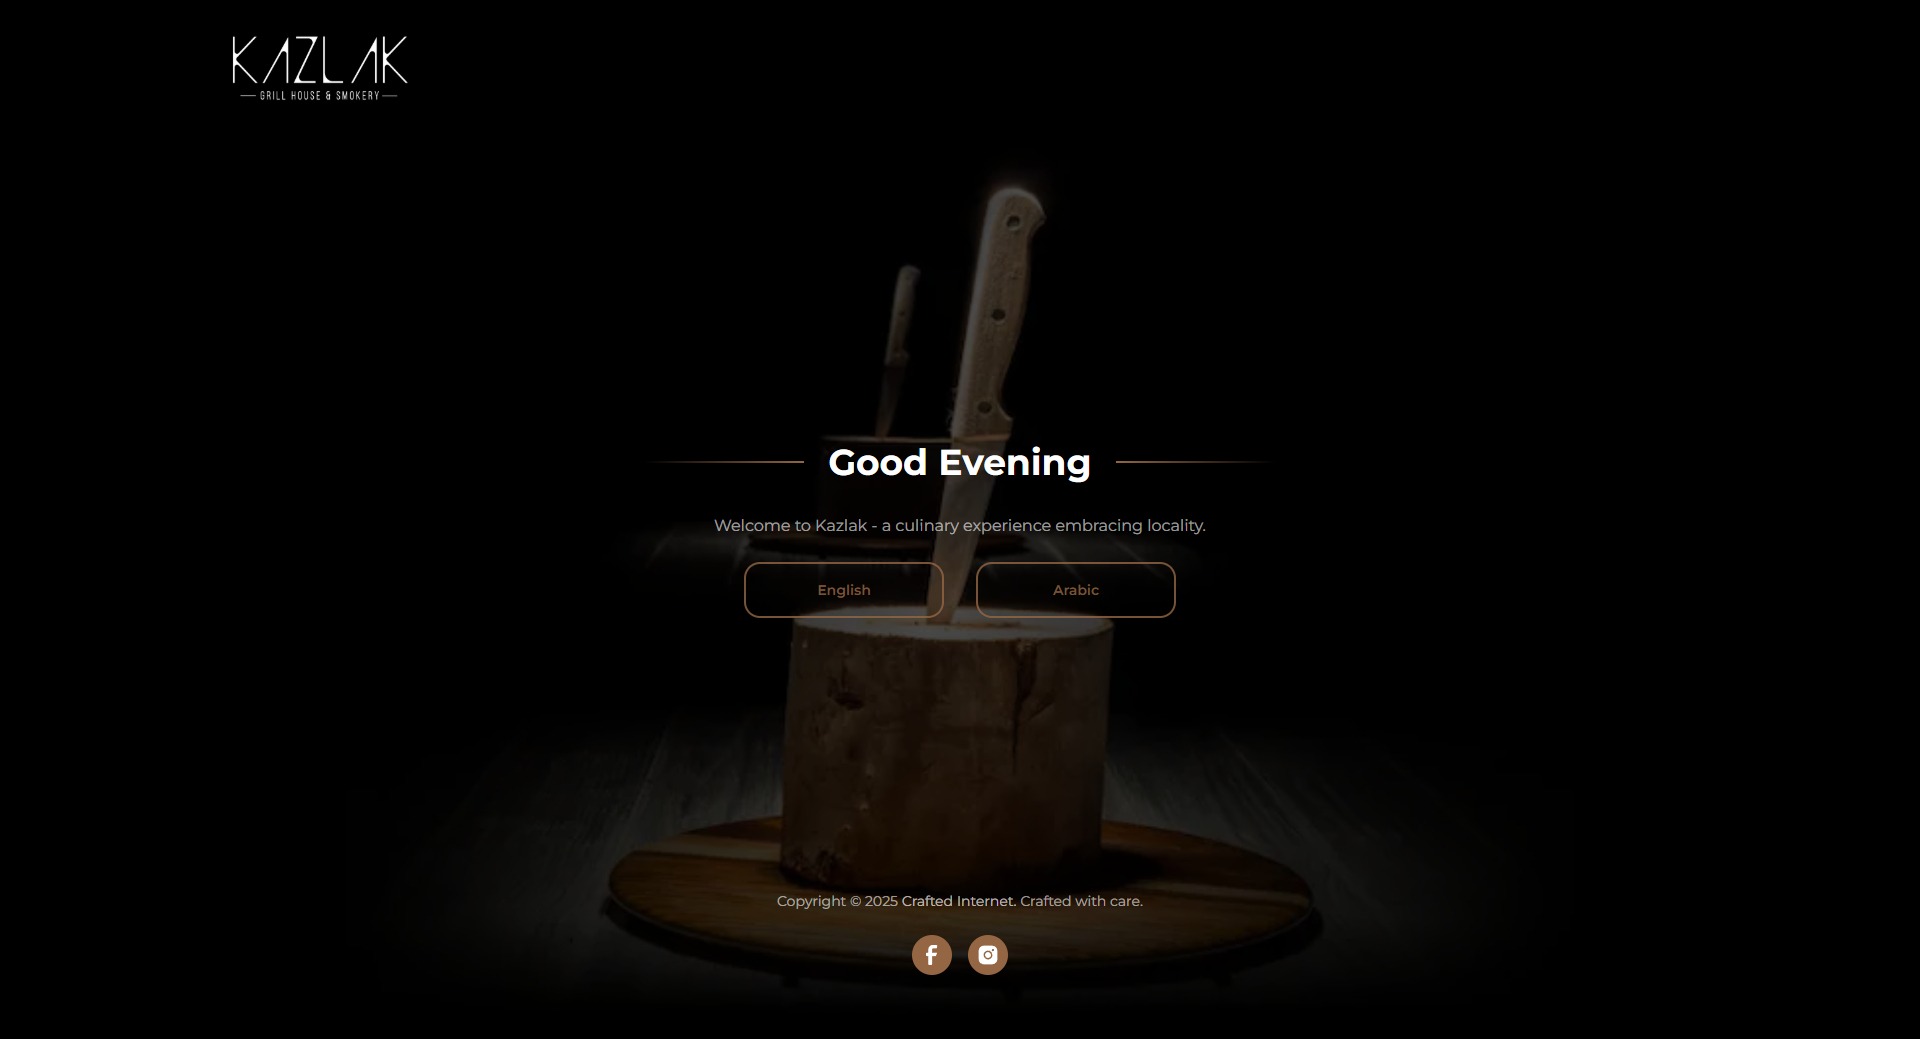 KAZLAK
GRILL HOUSE & SMOKERY
Good Evening
Welcome to Kazlak - a culinary experience embracing locality.
English
Arabic
Copyright © 2025 Crafted Internet. Crafted with care.